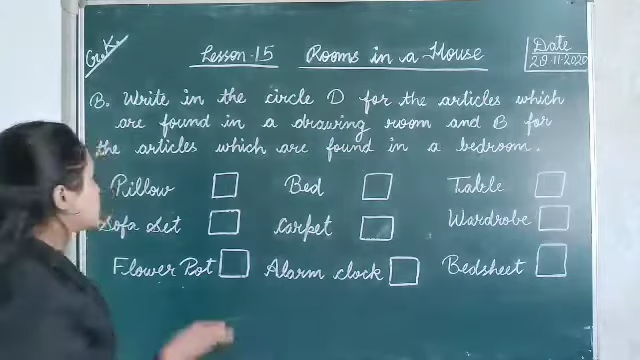 G.K.
Lesson-15 Rooms in a House
Date
20.11.2020
B. Write in the circle D for the articles which
are found in a drawing room and B for
the articles which are found in a bedroom.
Pillow Bed Table
Sofa Set Carpet Wardrobe
Flower Pot Alarm clock Bedsheet